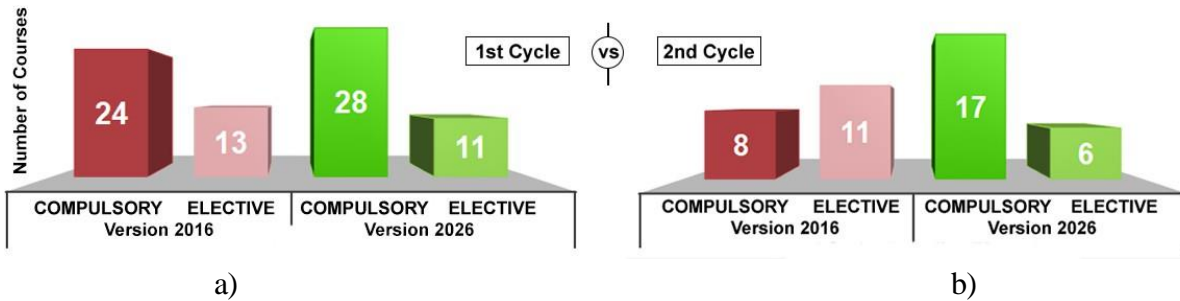 Number of Courses
24
13
28
11
1st Cycle vs 2nd Cycle
8
11
17
6
COMPULSORY ELECTIVE COMPULSORY ELECTIVE
Version 2016 Version 2026
COMPULSORY ELECTIVE COMPULSORY ELECTIVE
Version 2016 Version 2026
a) b)